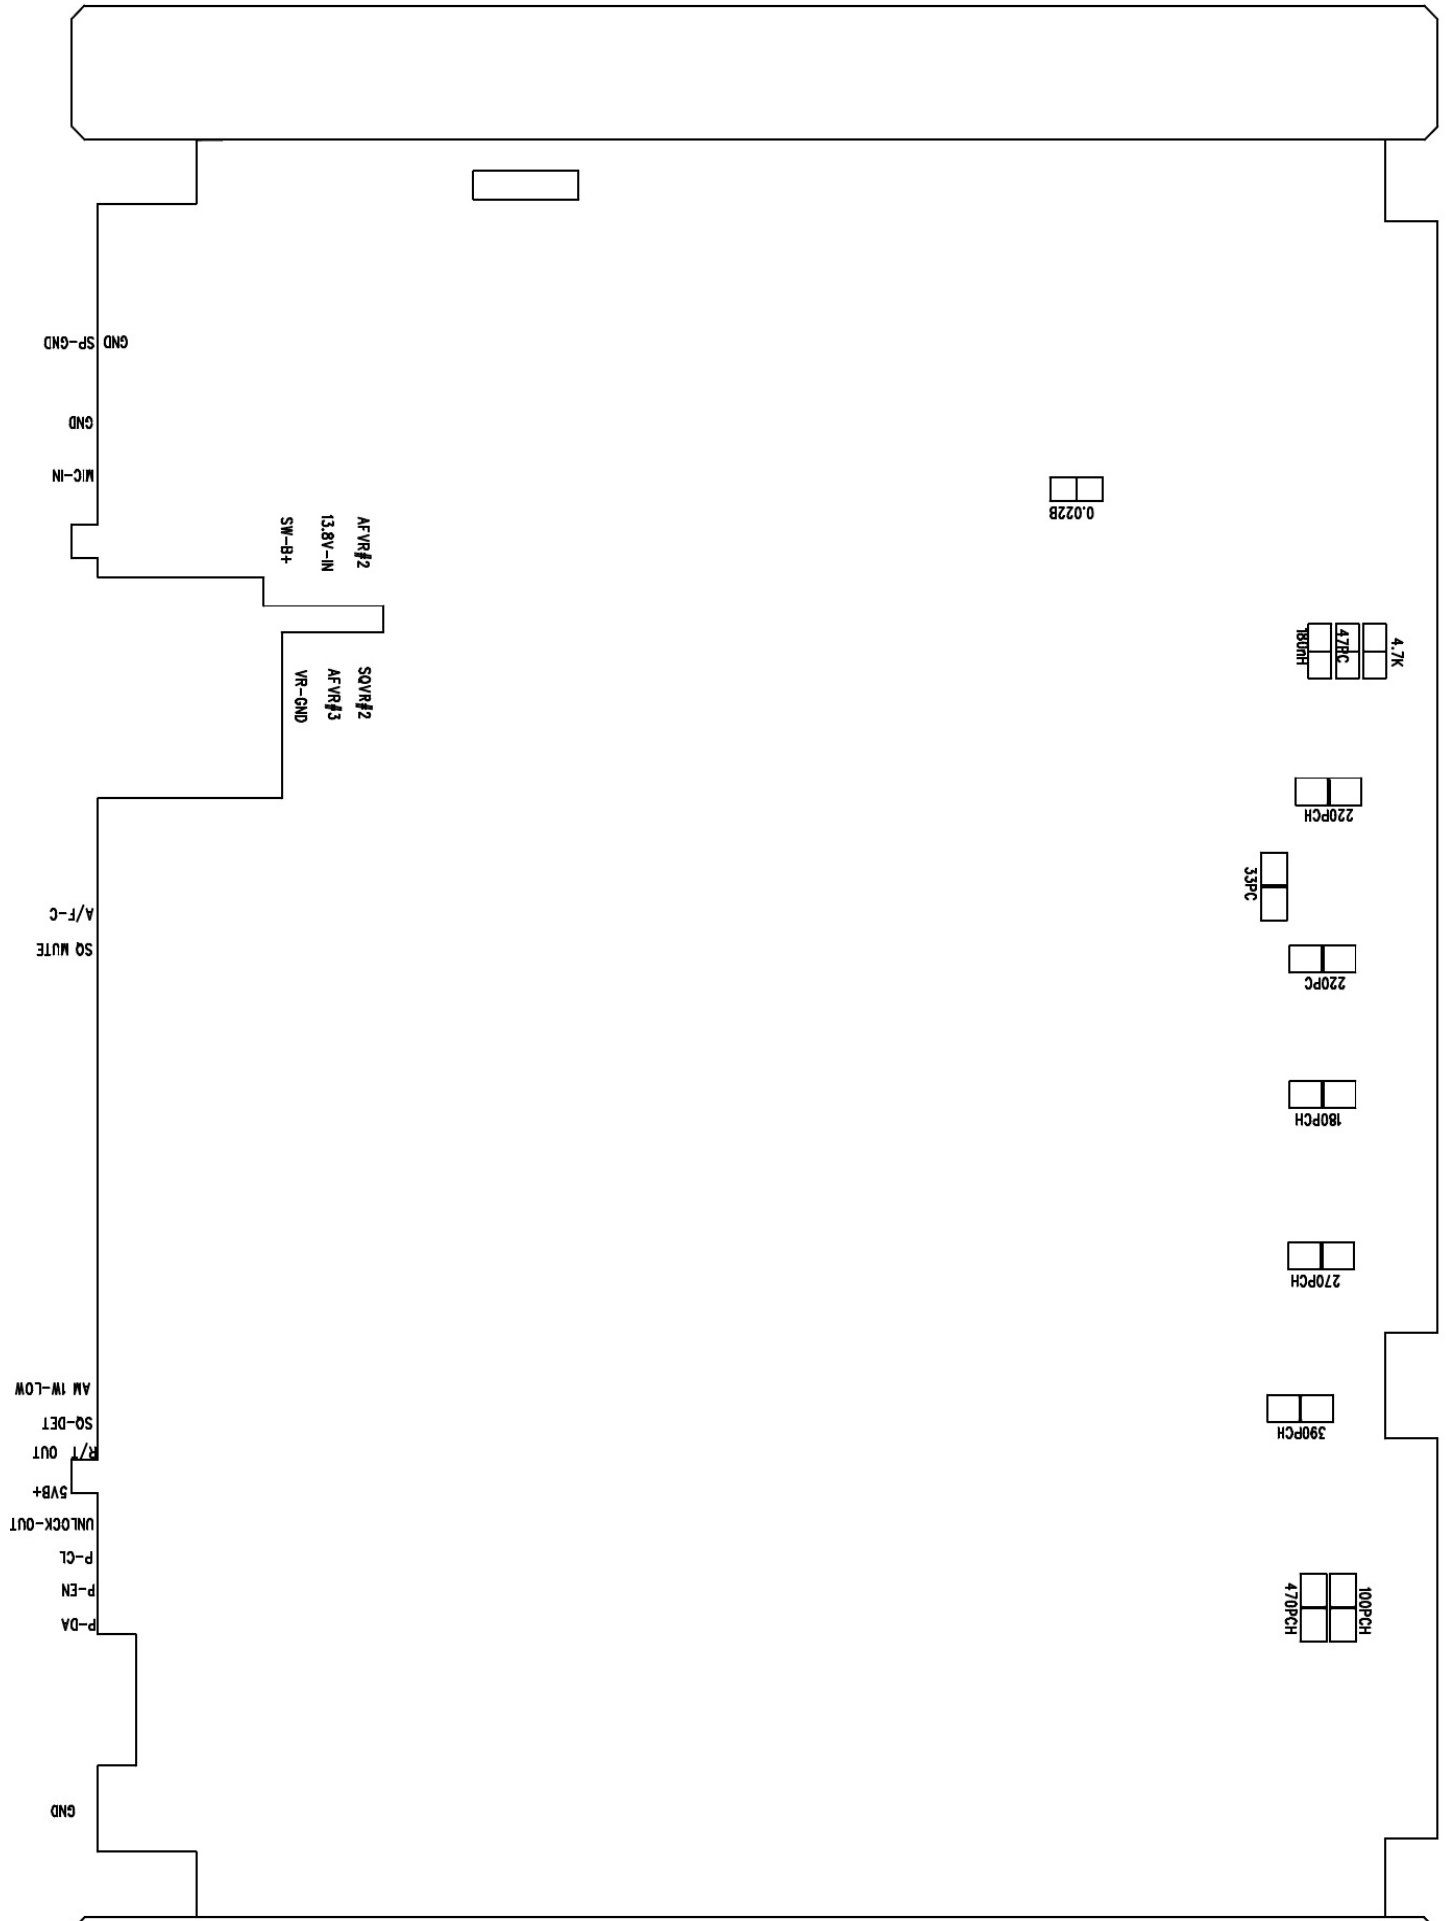 SP-GND
GND
GND
MIC-IN
SW-B+
13.8V-IN
AFVR#2
0.022B
180nH
47PC
4.7K
VR-GND
AFVR#3
SQVR#2
220PCH
33PC
A/F-C
SQ MUTE
220PC
180PCH
270PCH
AM 1W-LOW
SQ-DET
390PCH
R/T OUT
5VB+
UNLOCK-OUT
P-CL
P-EN
470PCH
100PCH
P-DA
GND